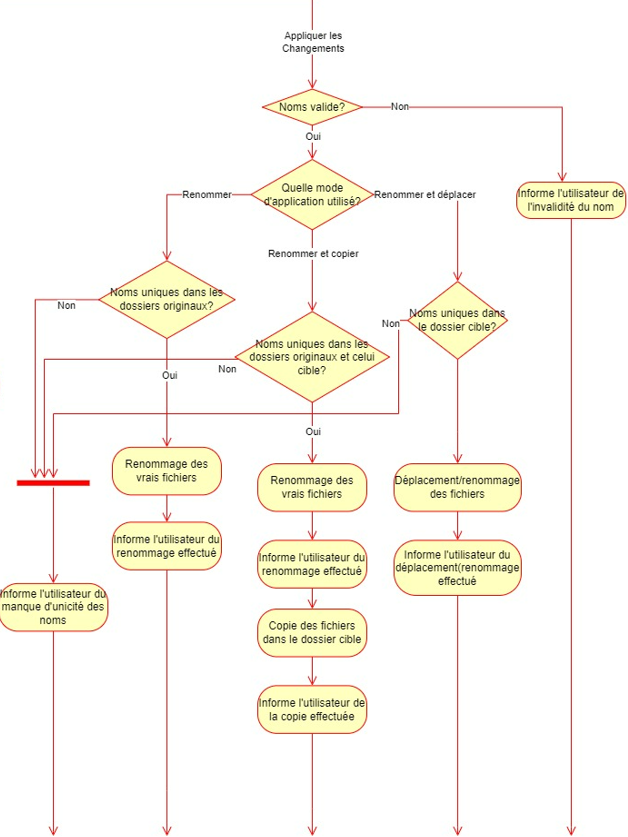 Appliquer les
Changements
Noms valide?
Non
Oui
Quelle mode
d'application utilisé?
Renommer
Renommer et déplacer
Informe l'utilisateur de
l'invalidité du nom
Renommer et copier
Noms uniques dans les
dossiers originaux?
Non
Noms uniques dans
le dossier cible?
Non
Noms uniques dans les
dossiers originaux et celui
cible?
Non
Oui
Oui
Renommage des
vrais fichiers
Renommage des
vrais fichiers
Déplacement/renommage
des fichiers
Informe l'utilisateur du
renommage effectué
Informe l'utilisateur du
renommage effectué
Informe l'utilisateur du
déplacement(renommage
effectué
Informe l'utilisateur du
manque d'unicité des
noms
Copie des fichiers
dans le dossier cible
Informe l'utilisateur de
la copie effectuée